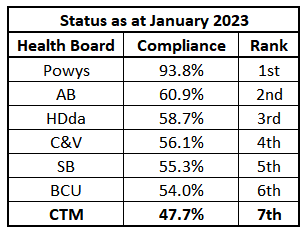 Status as at January 2023
Health Board Compliance Rank
Powys 93.8% 1st
AB 60.9% 2nd
HDda 58.7% 3rd
C&V 56.1% 4th
SB 55.3% 5th
BCU 54.0% 6th
CTM 47.7% 7th